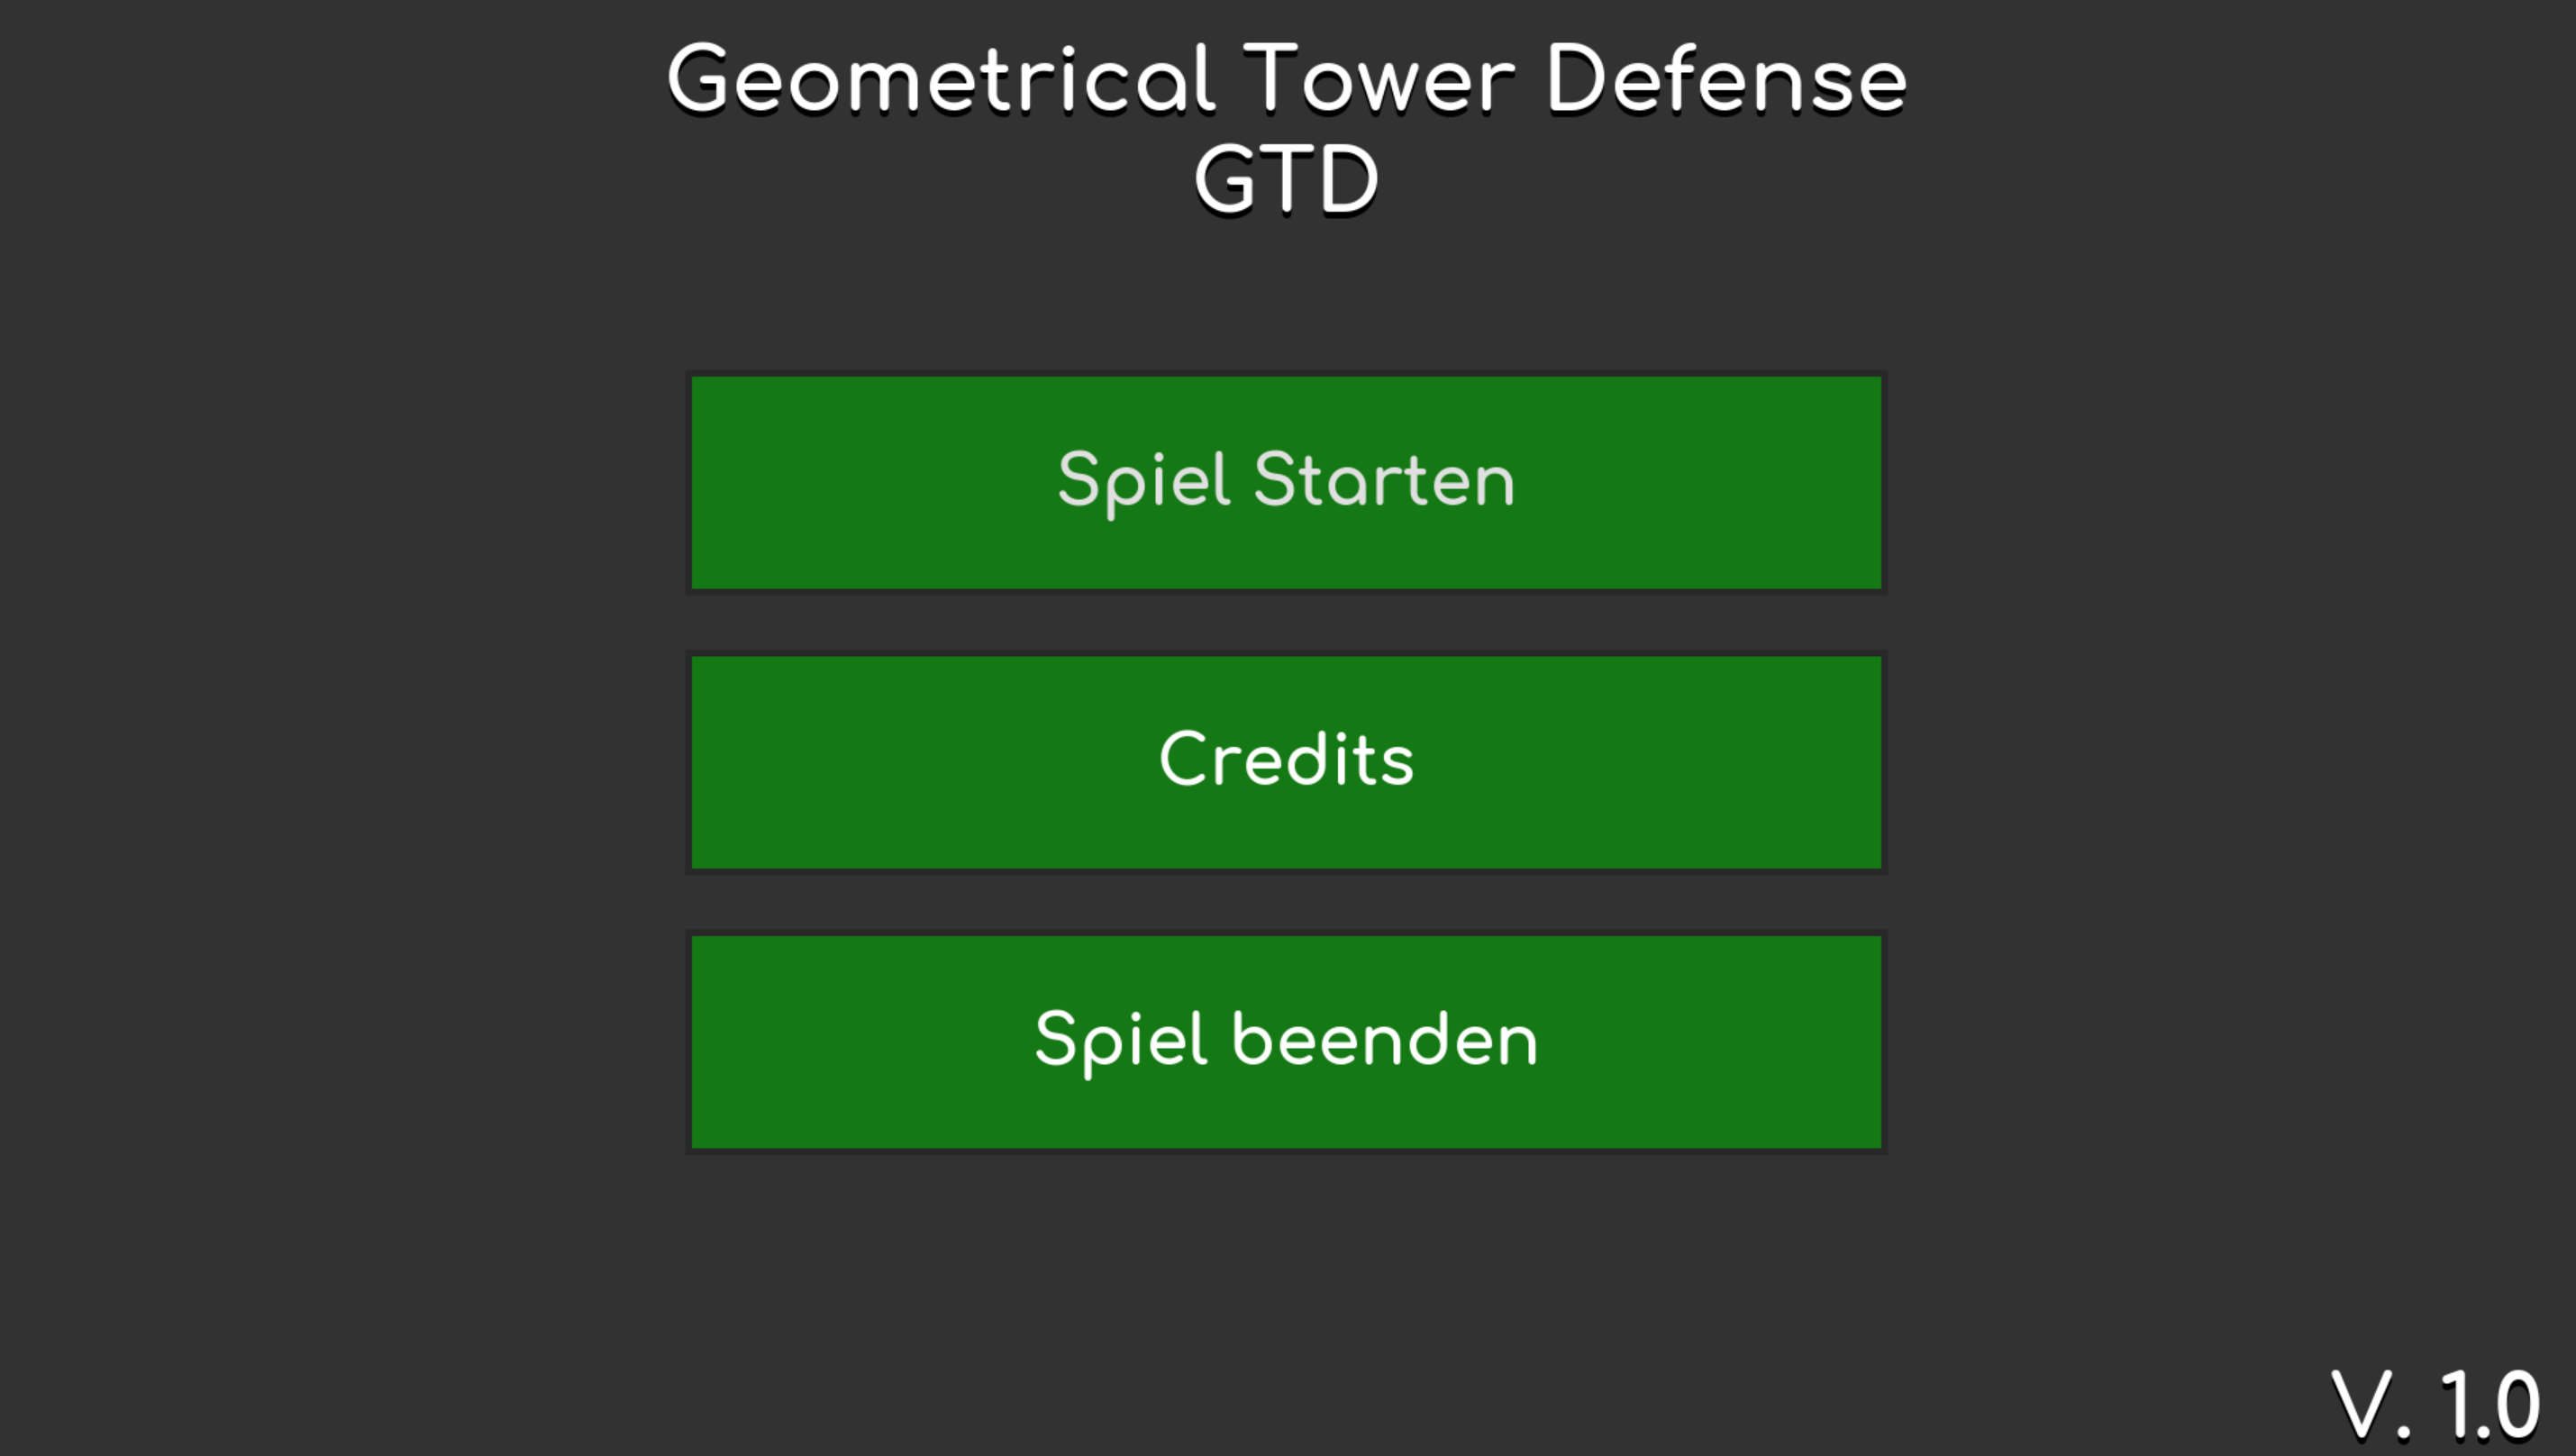 Geometrical Tower Defense
GTD
Spiel Starten
Credits
Spiel beenden
V. 1.0